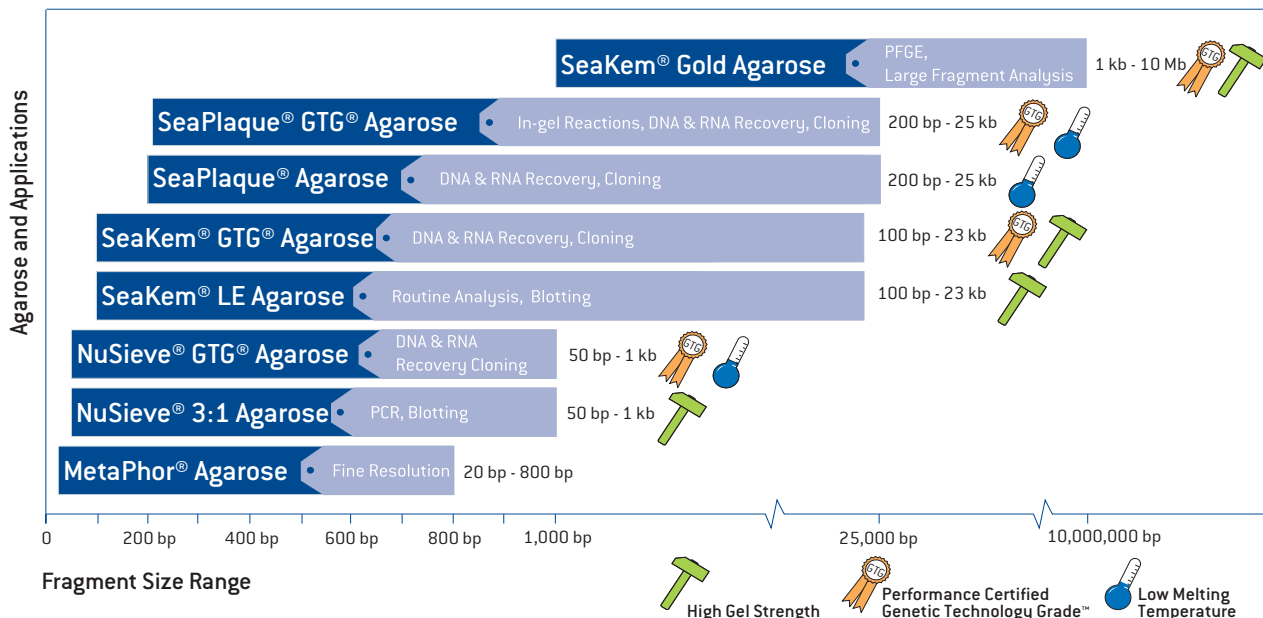 Agarose and Applications
SeaKem® Gold Agarose
PFGE,
Large Fragment Analysis
1 kb - 10 Mb
GTG
SeaPlaque® GTG® Agarose
In-gel Reactions, DNA & RNA Recovery, Cloning
200 bp - 25 kb
GTG
SeaPlaque® Agarose
DNA & RNA Recovery, Cloning
200 bp - 25 kb
SeaKem® GTG® Agarose
DNA & RNA Recovery, Cloning
100 bp - 23 kb
GTG
SeaKem® LE Agarose
Routine Analysis, Blotting
100 bp - 23 kb
NuSieve® GTG® Agarose
DNA & RNA
Recovery Cloning
50 bp - 1 kb
GTG
NuSieve® 3:1 Agarose
PCR, Blotting
50 bp - 1 kb
MetaPhor® Agarose
Fine Resolution
20 bp - 800 bp
0
200 bp
400 bp
600 bp
800 bp
1,000 bp
25,000 bp
10,000,000 bp
Fragment Size Range
High Gel Strength
GTG
Performance Certified
Genetic Technology Grade™
Low Melting
Temperature